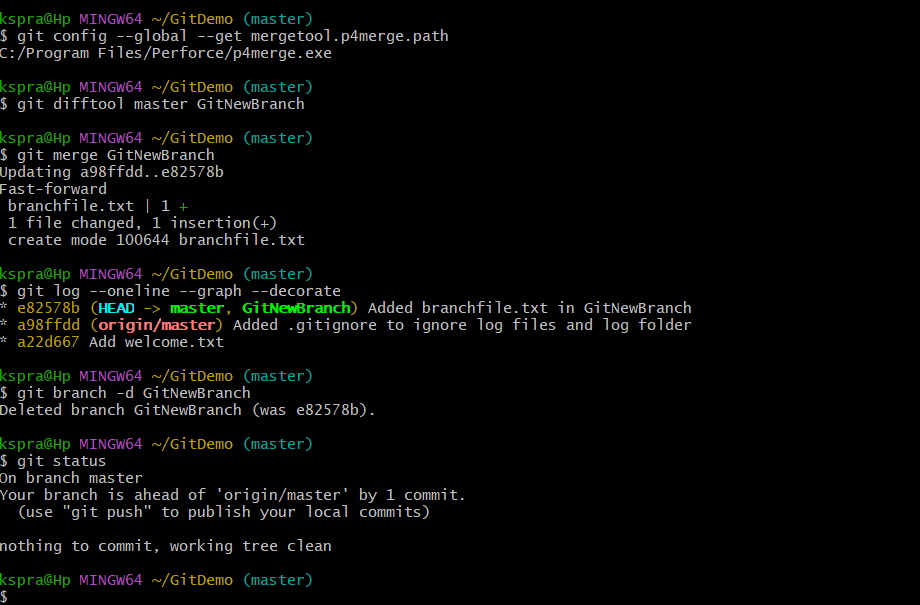 kspra@Hp MINGW64 ~/GitDemo (master)
$ git config --global --get mergetool.p4merge.path
C:/Program Files/Perforce/p4merge.exe
kspra@Hp MINGW64 ~/GitDemo (master)
$ git difftool master GitNewBranch
kspra@Hp MINGW64 ~/GitDemo (master)
$ git merge GitNewBranch
Updating a98ffdd..e82578b
Fast-forward
 branchfile.txt | 1 +
 1 file changed, 1 insertion(+)
 create mode 100644 branchfile.txt
kspra@Hp MINGW64 ~/GitDemo (master)
$ git log --oneline --graph --decorate
* e82578b (HEAD -> master, GitNewBranch) Added branchfile.txt in GitNewBranch
* a98ffdd (origin/master) Added .gitignore to ignore log files and log folder
* a22d667 Add welcome.txt
kspra@Hp MINGW64 ~/GitDemo (master)
$ git branch -d GitNewBranch
Deleted branch GitNewBranch (was e82578b).
kspra@Hp MINGW64 ~/GitDemo (master)
$ git status
On branch master
Your branch is ahead of 'origin/master' by 1 commit.
  (use "git push" to publish your local commits)
nothing to commit, working tree clean
kspra@Hp MINGW64 ~/GitDemo (master)
$